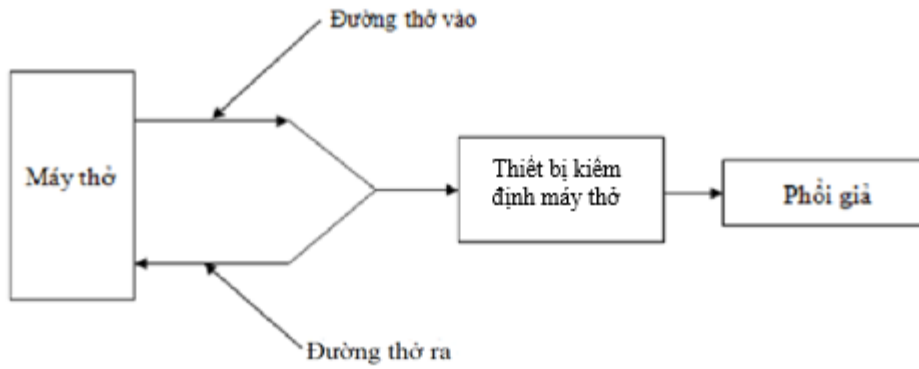 Đường thở vào
Máy thở
Thiết bị kiểm
định máy thở
Phổi giả
Đường thở ra